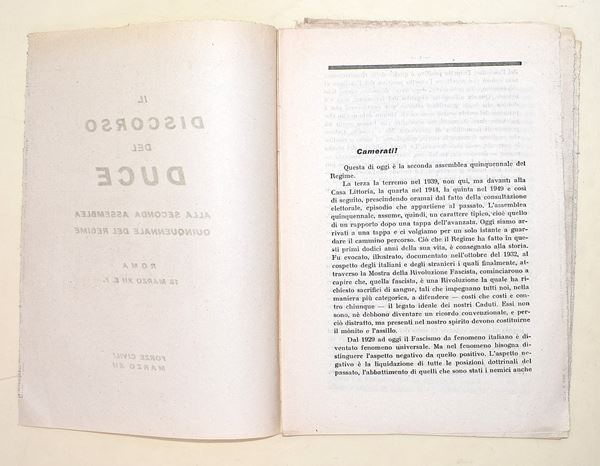 IL
DISCORSO
DEL
DUCE
ALLA SECONDA ASSEMBLEA
QUINQUENNALE DEL REGIME
ROMA
18 MARZO XII E. F.
FORZE CIVILI
MARZO XII
Camerati!
Questa di oggi è la seconda assemblea quinquennale del
Regime.
La terza la terremo nel 1939, non qui, ma davanti alla
Casa Littoria, la quarta nel 1944, la quinta nel 1949 e così
di seguito, prescindendo oramai dal fatto della consultazione
elettorale, episodio che appartiene al passato. L'assemblea
quinquennale, assume, quindi, un carattere tipico, cioè quello
di un rapporto dopo una tappa dell'avanzata. Oggi siamo ar-
rivati a una tappa e ci volgiamo per un solo istante a guar-
dare il cammino percorso. Ciò che il Regime ha fatto in que-
sti primi dodici anni della sua vita, è consegnato alla storia.
Fu evocato, illustrato, documentato nell'ottobre del 1932, al
cospetto degli italiani e degli stranieri i quali finalmente, at-
traverso la Mostra della Rivoluzione Fascista, cominciarono a
capire che, quella fascista, è una Rivoluzione la quale ha ri-
chiesto sacrifici di sangue, tali che impegnano tutti noi, nella
maniera più categorica, a difendere — costi che costi e con-
tro chiunque — il legato ideale dei nostri Caduti. Essi non
sono, nè debbono diventare un ricordo convenzionale, e per-
ciò distratto, ma presenti nel nostro spirito devono costituirne
il mònito e l'assillo.
Dal 1929 ad oggi il Fascismo da fenomeno italiano è di-
ventato fenomeno universale. Ma nel fenomeno bisogna di-
stinguere l'aspetto negativo da quello positivo. L'aspetto ne-
gativo è la liquidazione di tutte le posizioni dottrinali del
passato, l'abbattimento di quelli che sono stati i nemici anche